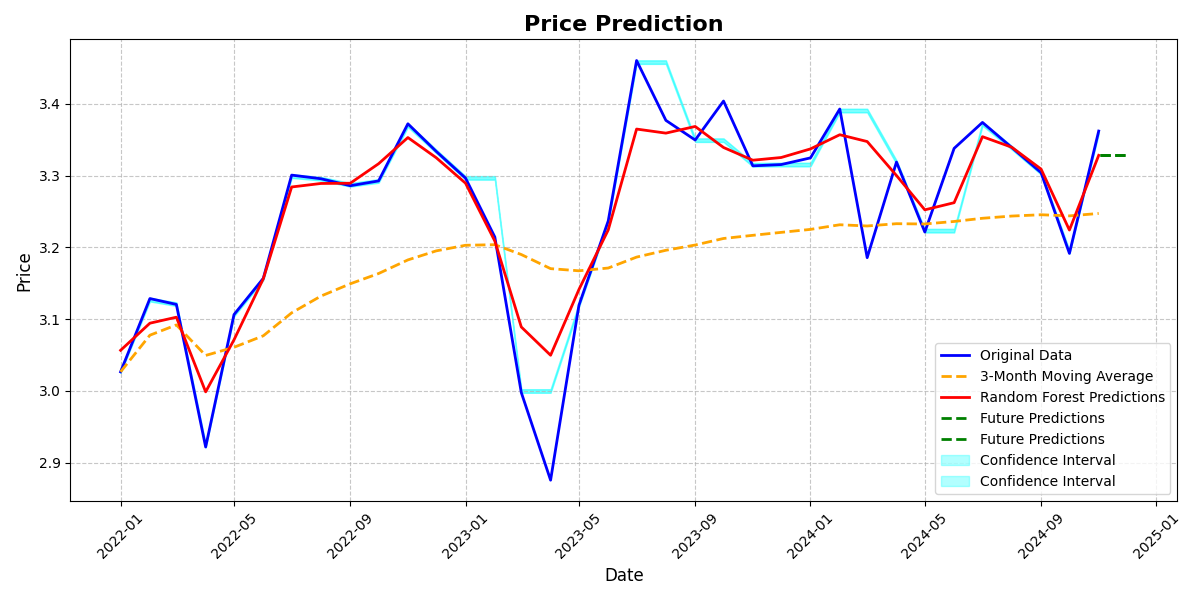 Price Prediction
Price
3.4
3.3
3.2
3.1
3.0
2.9
Original Data
3-Month Moving Average
Random Forest Predictions
Future Predictions
Future Predictions
Confidence Interval
Confidence Interval
2022-01
2022-05
2022-09
2023-01
2023-05
2023-09
2024-01
2024-05
2024-09
2025-01
Date